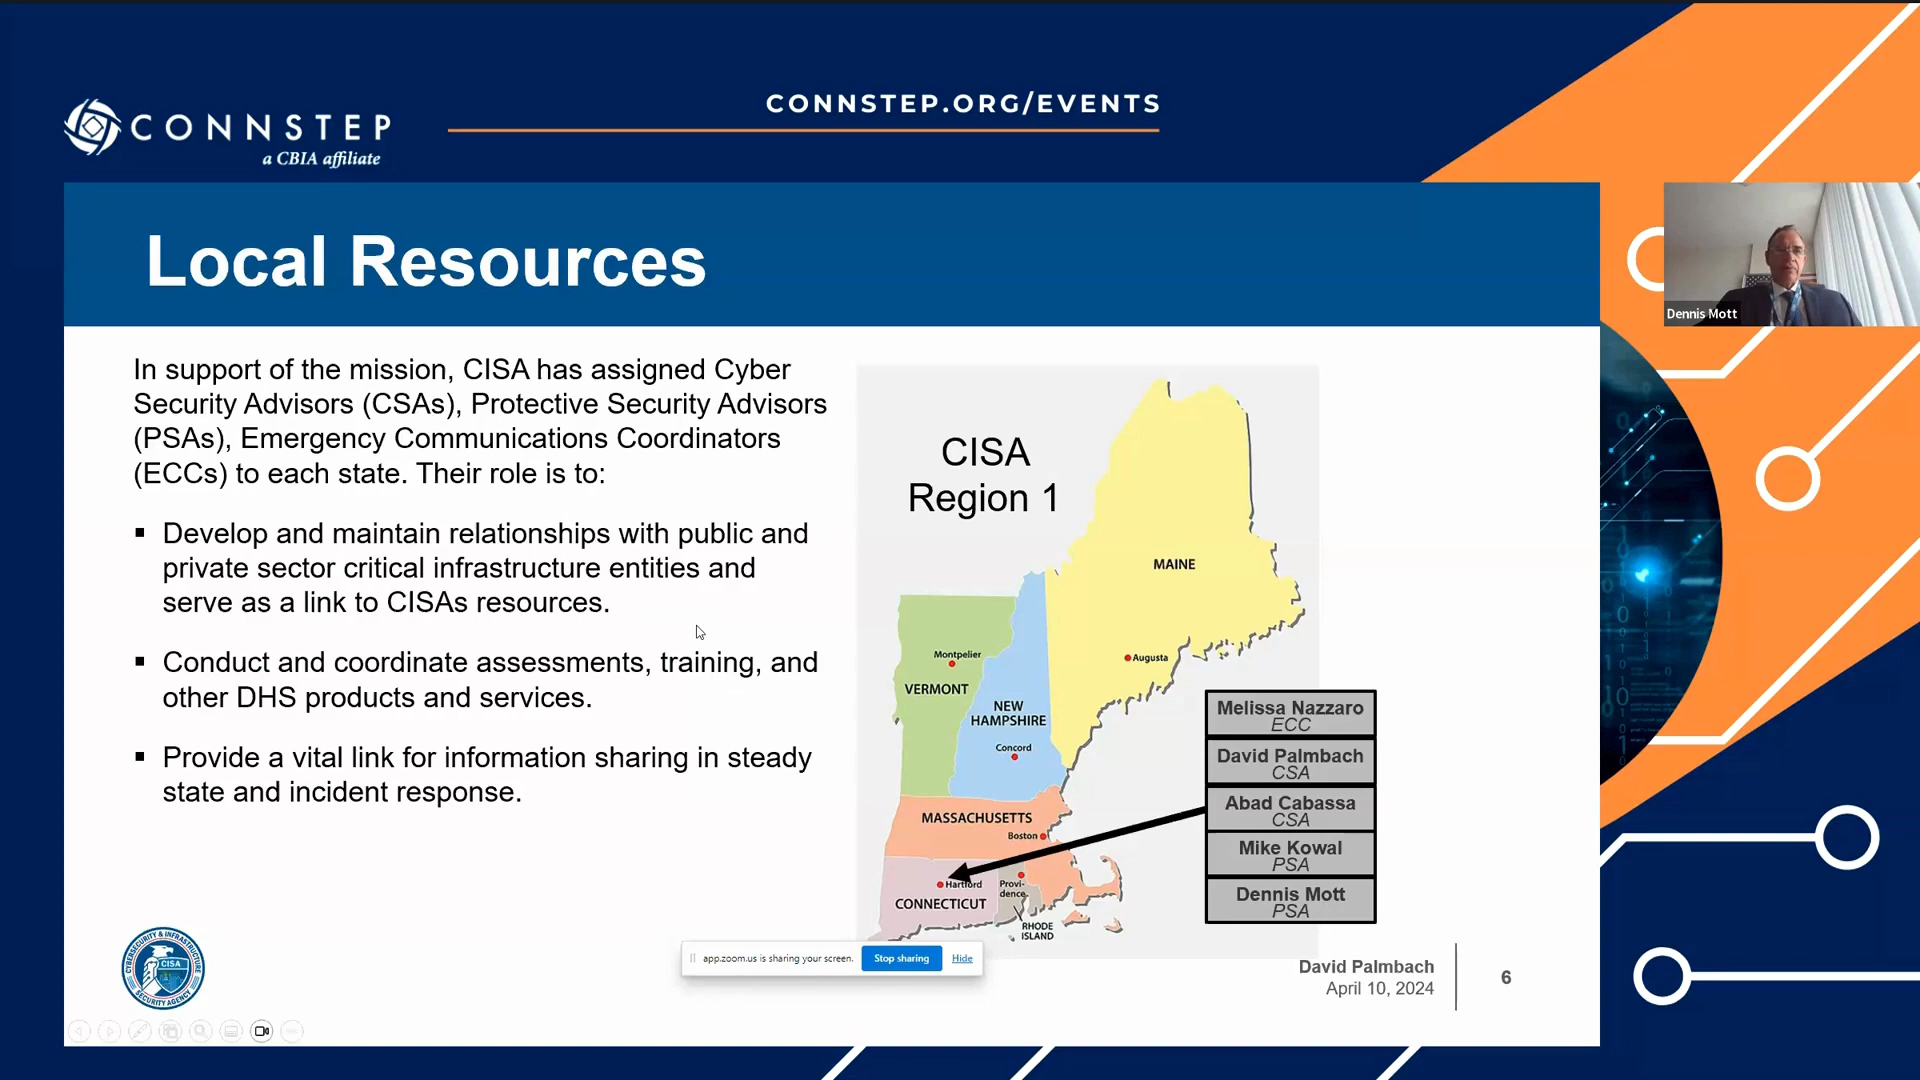 CONNSTEP.ORG/EVENTS
CONNSTEP
a CBIA affiliate
Local Resources
Dennis Mott
In support of the mission, CISA has assigned Cyber
Security Advisors (CSAs), Protective Security Advisors
(PSAs), Emergency Communications Coordinators
(ECCs) to each state. Their role is to:
▪ Develop and maintain relationships with public and
private sector critical infrastructure entities and
serve as a link to CISAs resources.
▪ Conduct and coordinate assessments, training, and
other DHS products and services.
▪ Provide a vital link for information sharing in steady
state and incident response.
CISA
Region 1
MAINE
Augusta
Montpelier
VERMONT
NEW
HAMPSHIRE
Concord
MASSACHUSETTS
Boston
Hartford
CONNECTICUT
Provi-
dence
RHODE
ISLAND
Melissa Nazzaro
ECC
David Palmbach
CSA
Abad Cabassa
CSA
Mike Kowal
PSA
Dennis Mott
PSA
CYBERSECURITY & INFRASTRUCTURE
CISA
SECURITY AGENCY
app.zoom.us is sharing your screen.
Stop sharing
Hide
David Palmbach
April 10, 2024
6